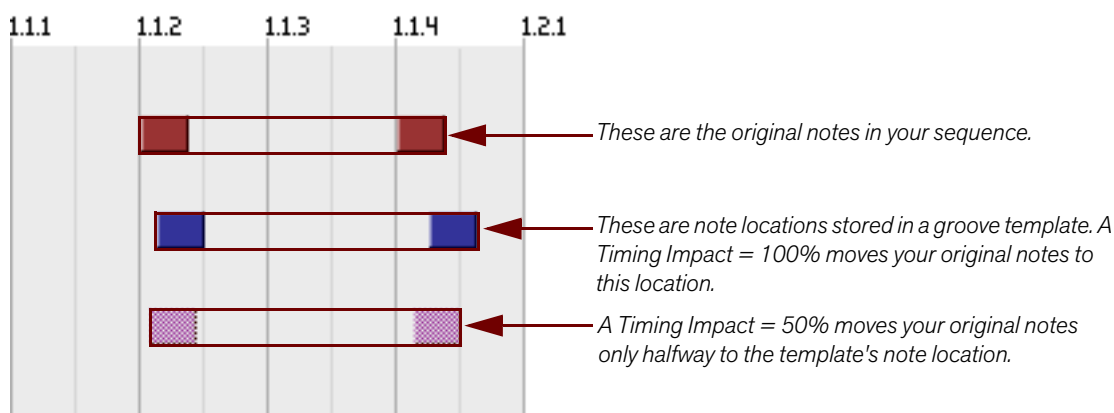 1.1.1 1.1.2 1.1.3 1.1.4 1.2.1
These are the original notes in your sequence.
These are note locations stored in a groove template. A
Timing Impact = 100% moves your original notes to
this location.
A Timing Impact = 50% moves your original notes
only halfway to the template's note location.